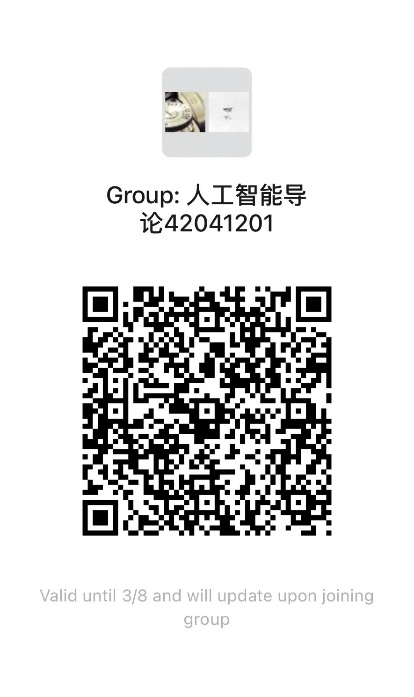 Group: 人工智能导
论42041201
Valid until 3/8 and will update upon joining
group